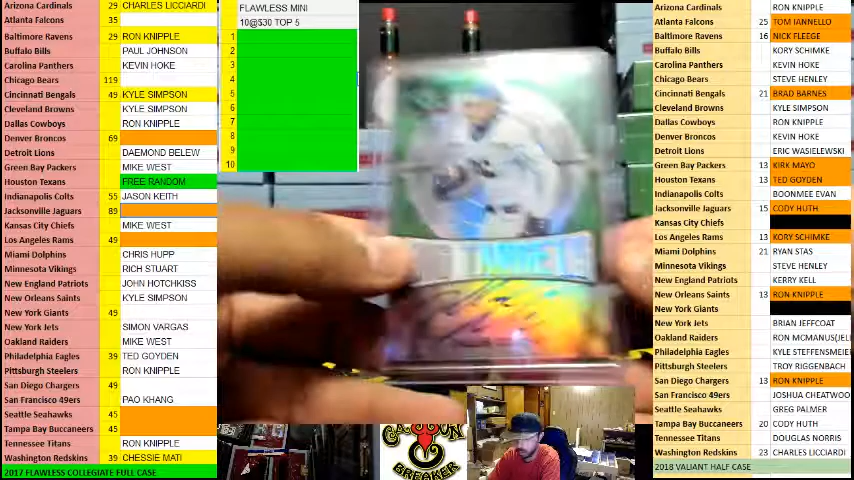 Arizona Cardinals 29 CHARLES LICCIARDI
Atlanta Falcons 35
Baltimore Ravens 29 RON KNIPPLE
Buffalo Bills PAUL JOHNSON
Carolina Panthers KEVIN HOKE
Chicago Bears 119
Cincinnati Bengals 49 KYLE SIMPSON
Cleveland Browns KYLE SIMPSON
Dallas Cowboys RON KNIPPLE
Denver Broncos 69
Detroit Lions DAEMOND BELEW
Green Bay Packers MIKE WEST
Houston Texans FREE RANDOM
Indianapolis Colts 55 JASON KEITH
Jacksonville Jaguars 89
Kansas City Chiefs MIKE WEST
Los Angeles Rams 49
Miami Dolphins CHRIS HUPP
Minnesota Vikings RICH STUART
New England Patriots JOHN HOTCHKISS
New Orleans Saints KYLE SIMPSON
New York Giants 49
New York Jets SIMON VARGAS
Oakland Raiders MIKE WEST
Philadelphia Eagles 39 TED GOYDEN
Pittsburgh Steelers RON KNIPPLE
San Diego Chargers 49
San Francisco 49ers PAO KHANG
Seattle Seahawks 45
Tampa Bay Buccaneers 45
Tennessee Titans RON KNIPPLE
Washington Redskins 39 CHESSIE MATI
2017 FLAWLESS COLLEGIATE FULL CASE
FLAWLESS MINI
10@$30 TOP 5
1
2
3
4
5
6
7
8
9
10
BREAKER
Arizona Cardinals RON KNIPPLE
Atlanta Falcons 25 TOM IANNELLO
Baltimore Ravens 16 NICK FLEEGE
Buffalo Bills KORY SCHIMKE
Carolina Panthers KEVIN HOKE
Chicago Bears STEVE HENLEY
Cincinnati Bengals 21 BRAD BARNES
Cleveland Browns KYLE SIMPSON
Dallas Cowboys RON KNIPPLE
Denver Broncos KEVIN HOKE
Detroit Lions ERIC WASIELEWSKI
Green Bay Packers 13 KIRK MAYO
Houston Texans 13 TED GOYDEN
Indianapolis Colts BOONMEE EVAN
Jacksonville Jaguars 15 CODY HUTH
Kansas City Chiefs
Los Angeles Rams 13 KORY SCHIMKE
Miami Dolphins 21 RYAN STAS
Minnesota Vikings STEVE HENLEY
New England Patriots KERRY KELL
New Orleans Saints 13 RON KNIPPLE
New York Giants
New York Jets BRIAN JEFFCOAT
Oakland Raiders RON MCMANUS(JEL
Philadelphia Eagles KYLE STEFFENSMEIER
Pittsburgh Steelers TROY RIGGENBACH
San Diego Chargers 13 RON KNIPPLE
San Francisco 49ers JOSHUA CHEATWOO
Seattle Seahawks GREG PALMER
Tampa Bay Buccaneers 20 CODY HUTH
Tennessee Titans DOUGLAS NORRIS
Washington Redskins 23 CHARLES LICCIARDI
2018 VALIANT HALF CASE